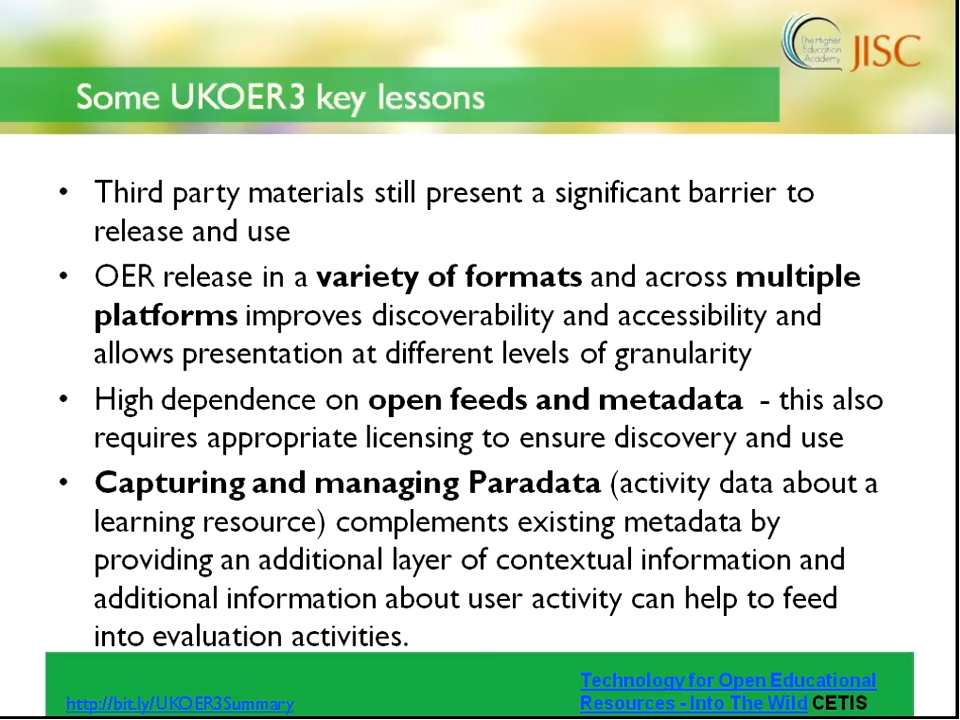 The Higher
Education
Academy
JISC
Some UKOER3 key lessons
• Third party materials still present a significant barrier to
release and use
• OER release in a variety of formats and across multiple
platforms improves discoverability and accessibility and
allows presentation at different levels of granularity
• High dependence on open feeds and metadata - this also
requires appropriate licensing to ensure discovery and use
• Capturing and managing Paradata (activity data about a
learning resource) complements existing metadata by
providing an additional layer of contextual information and
additional information about user activity can help to feed
into evaluation activities.
http://bit.ly/UKOER3Summary
Technology for Open Educational
Resources - Into The Wild CETIS